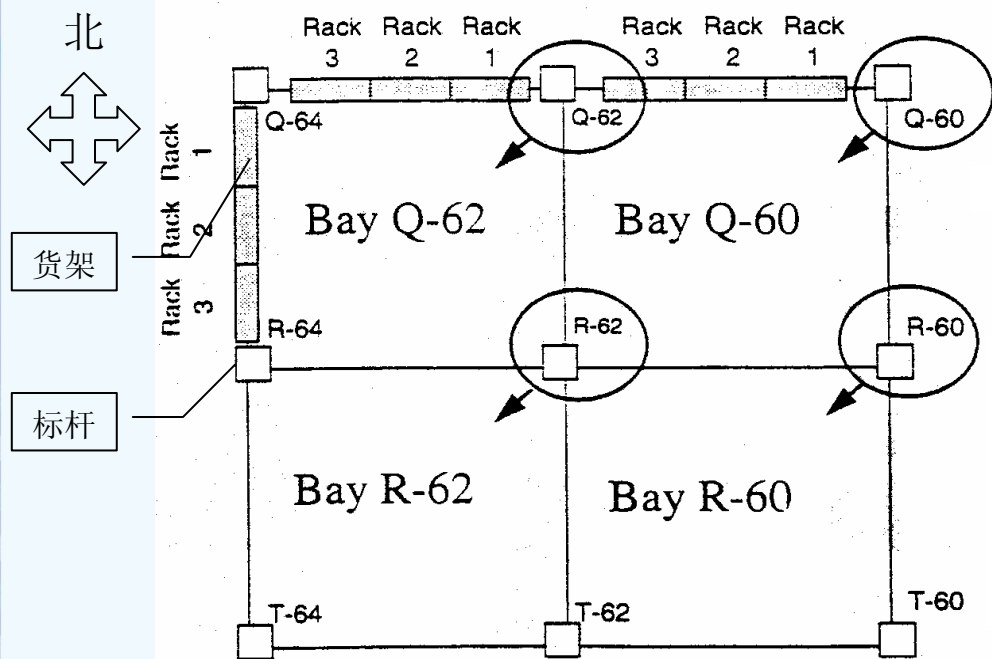 北
Rack Rack Rack
3 2 1
Rack Rack Rack
3 2 1
Q-64
Q-62
Q-60
Rack 1
Rack 2
Rack 3
Bay Q-62
Bay Q-60
货架
R-64
R-62
R-60
标杆
Bay R-62
Bay R-60
T-64
T-62
T-60